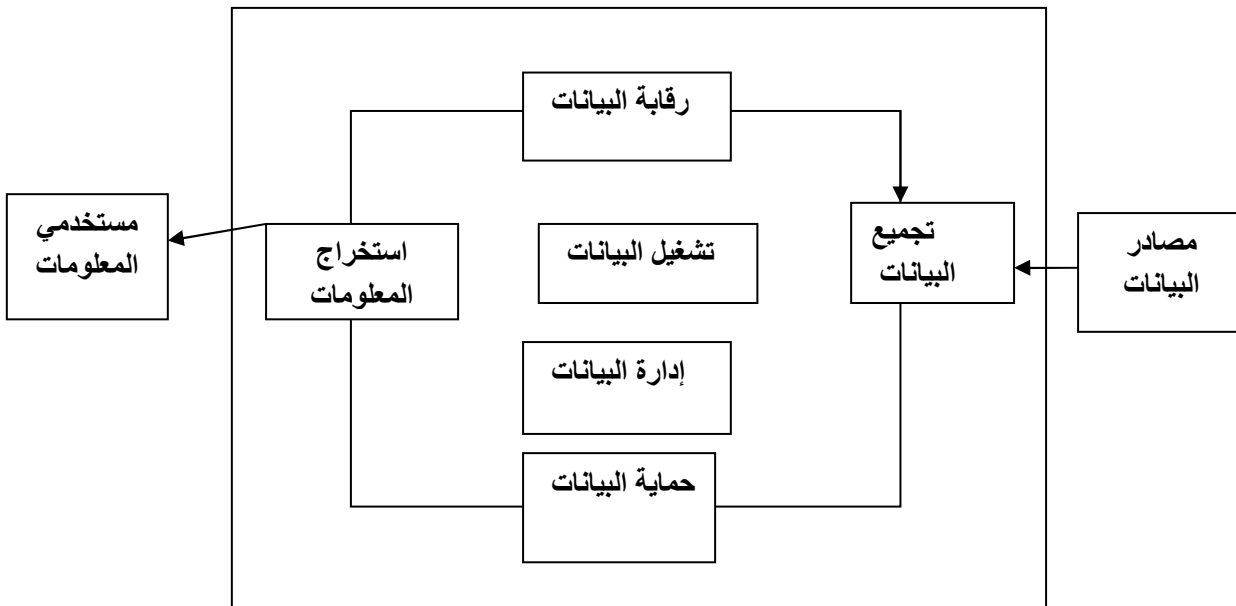 رقابة البيانات
مصادر
البيانات
تجميع
البيانات
تشغيل البيانات
استخراج
المعلومات
مستخدمي
المعلومات
إدارة البيانات
حماية البيانات